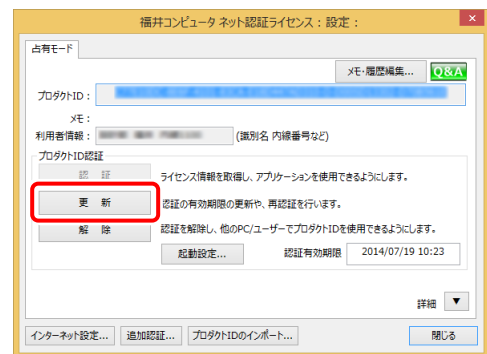 福井コンピュータ ネット認証ライセンス：設定：
占有モード
メモ・履歴編集... Q&A
プロダクトID：
メモ：
利用者情報： (識別名 内線番号など)
プロダクトID認証
認 証 ライセンス情報を取得し、アプリケーションを使用できるようにします。
更 新 認証の有効期限の更新や、再認証を行います。
解 除 認証を解除し、他のPC/ユーザーでプロダクトIDを使用できるようにします。
起動設定... 認証有効期限 2014/07/19 10:23
詳細 ▼
インターネット設定... 追加認証... プロダクトIDのインポート... 閉じる